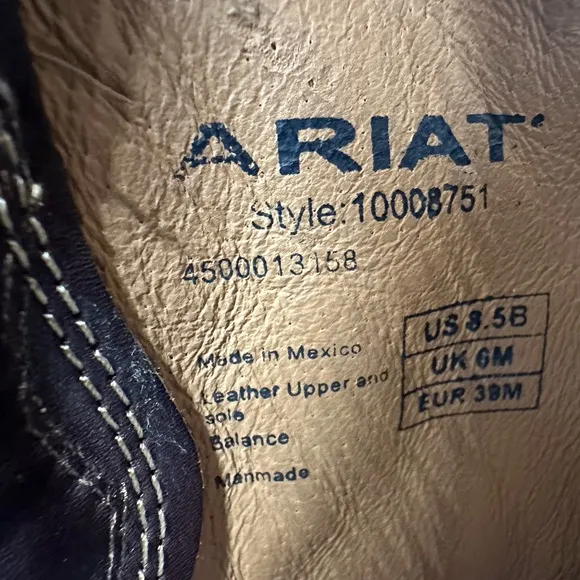 ARIAT
Style:10008751
4500013158
Made in Mexico
Leather Upper and
sole
Balance
Manmade
US 8.5B
UK 6M
EUR 39M